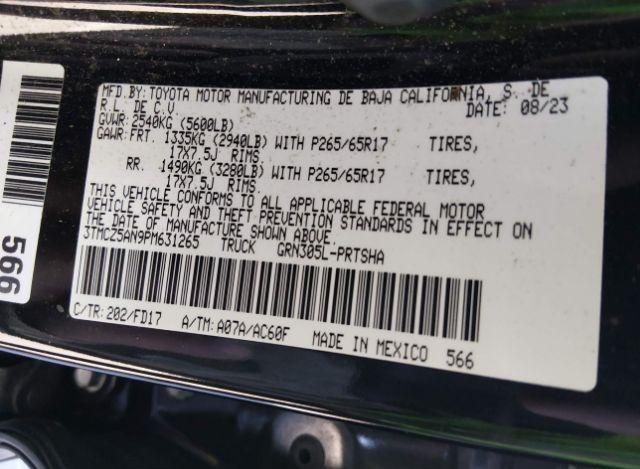 MFD.BY:TOYOTA MOTOR MANUFACTURING DE BAJA CALIFORNIA, S. DE
R.L. DE C.V. DATE: 08/23
GVWR:2540KG (5600LB)
GAWR:FRT. 1335KG (2940LB) WITH P265/65R17 TIRES,
17X7.5J RIMS.
RR. 1490KG (3280LB) WITH P265/65R17 TIRES,
17X7.5J RIMS.
THIS VEHICLE CONFORMS TO ALL APPLICABLE FEDERAL MOTOR
VEHICLE SAFETY AND THEFT PREVENTION STANDARDS IN EFFECT ON
THE DATE OF MANUFACTURE SHOWN ABOVE.
3TMCZ5AN9PM631265 TRUCK GRN305L-PRTSHA
C/TR:202/FD17 A/TM:A07A/AC60F MADE IN MEXICO 566
566